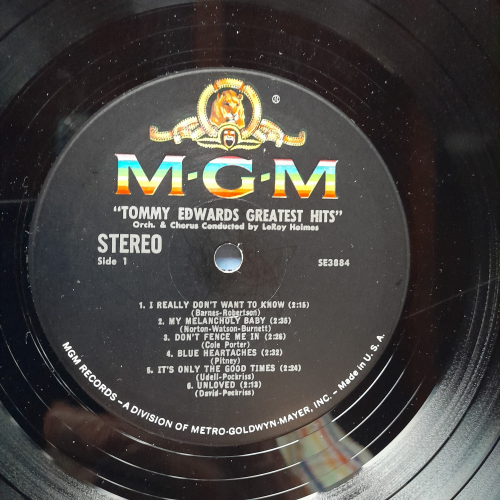 ®
M·G·M
"TOMMY EDWARDS GREATEST HITS"
Orch. & Chorus Conducted by LeRoy Holmes
STEREO
Side 1
SE3884
1. I REALLY DON'T WANT TO KNOW (2:15)
(Barnes-Robertson)
2. MY MELANCHOLY BABY (2:35)
(Norton-Watson-Burnett)
3. DON'T FENCE ME IN (2:26)
(Cole Porter)
4. BLUE HEARTACHES (2:32)
(Pitney)
5. IT'S ONLY THE GOOD TIMES (2:24)
(Udell-Pockriss)
6. UNLOVED (2:13)
(David-Pockriss)
MGM RECORDS – A DIVISION OF METRO-GOLDWYN-MAYER, INC. – Made in U.S.A.